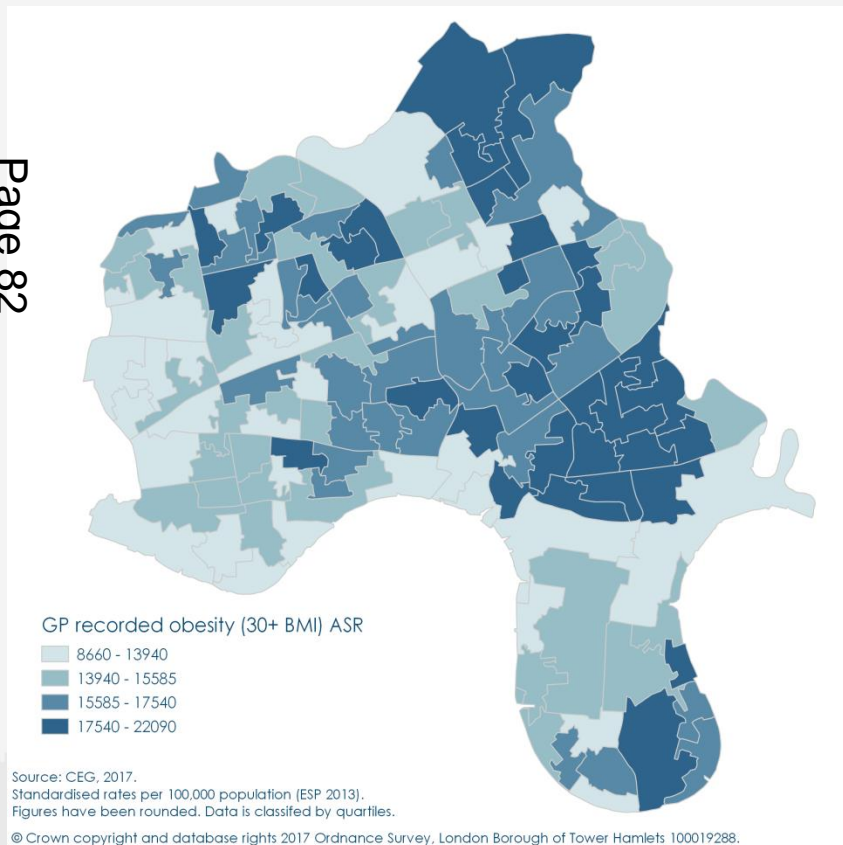 Page 82
GP recorded obesity (30+ BMI) ASR
8660 - 13940
13940 - 15585
15585 - 17540
17540 - 22090
Source: CEG, 2017.
Standardised rates per 100,000 population (ESP 2013).
Figures have been rounded. Data is classifed by quartiles.
© Crown copyright and database rights 2017 Ordnance Survey, London Borough of Tower Hamlets 100019288.